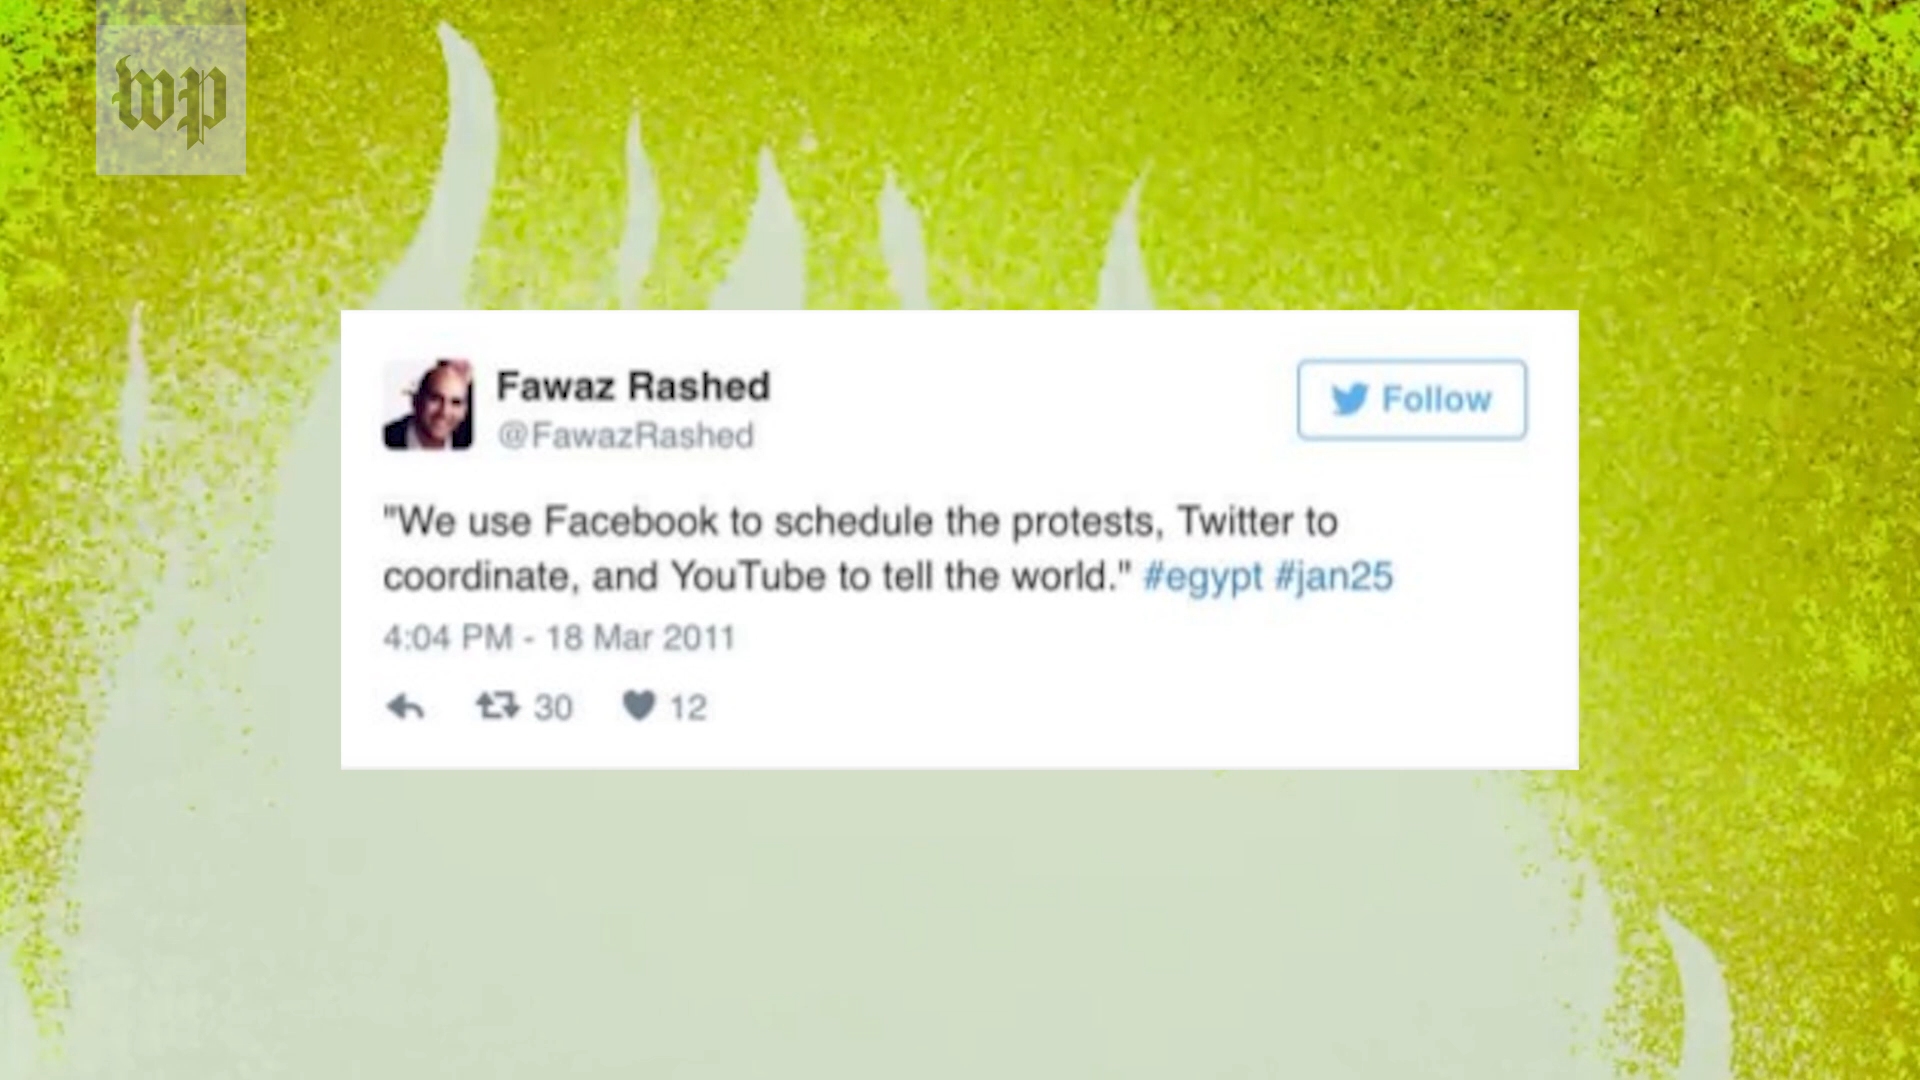 wp
Fawaz Rashed
@FawazRashed
Follow
"We use Facebook to schedule the protests, Twitter to
coordinate, and YouTube to tell the world." #egypt #jan25
4:04 PM - 18 Mar 2011
30 12